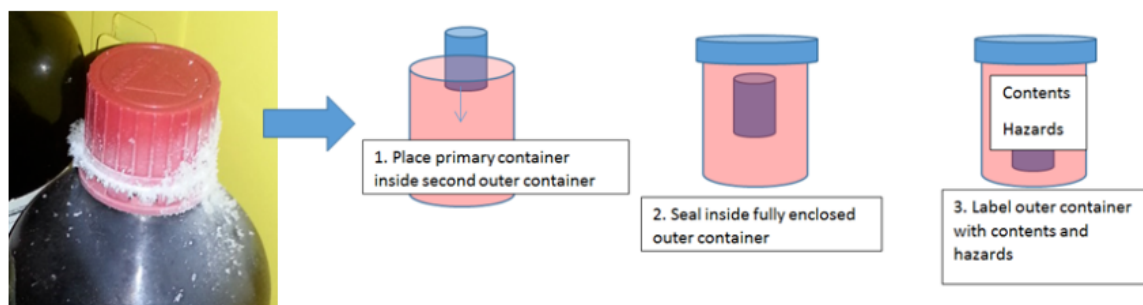 1. Place primary container
inside second outer container
2. Seal inside fully enclosed
outer container
Contents
Hazards
3. Label outer container
with contents and
hazards